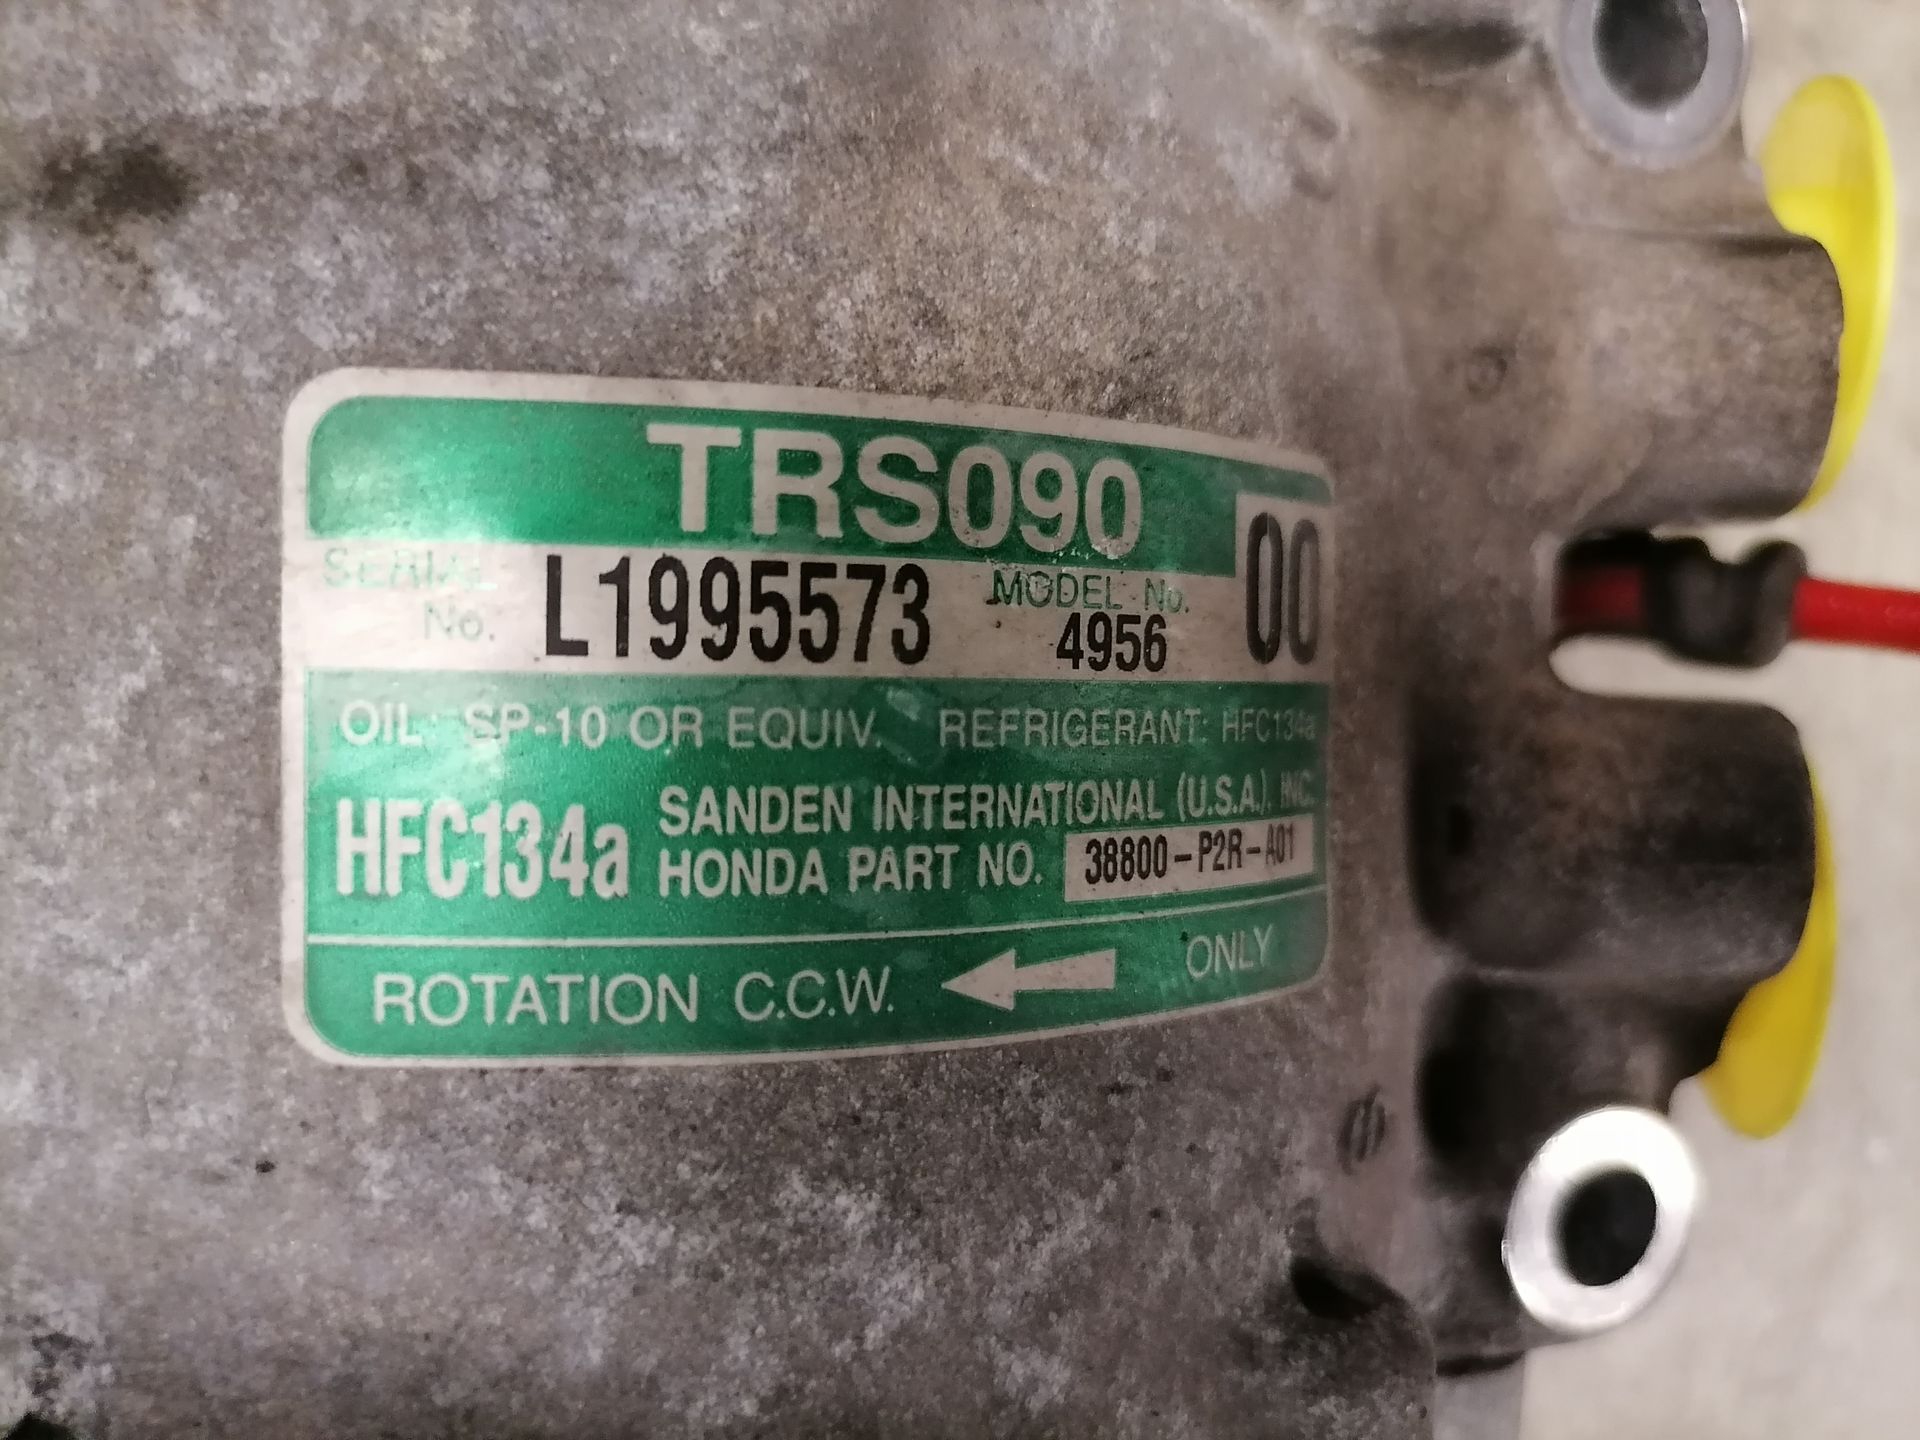 TRS090
00
SERIAL No. L1995573 MODEL No. 4956
OIL: SP-10 OR EQUIV. REFRIGERANT: HFC134a
HFC134a
SANDEN INTERNATIONAL (U.S.A.), INC.
HONDA PART NO. 38800-P2R-A01
ROTATION C.C.W. ONLY